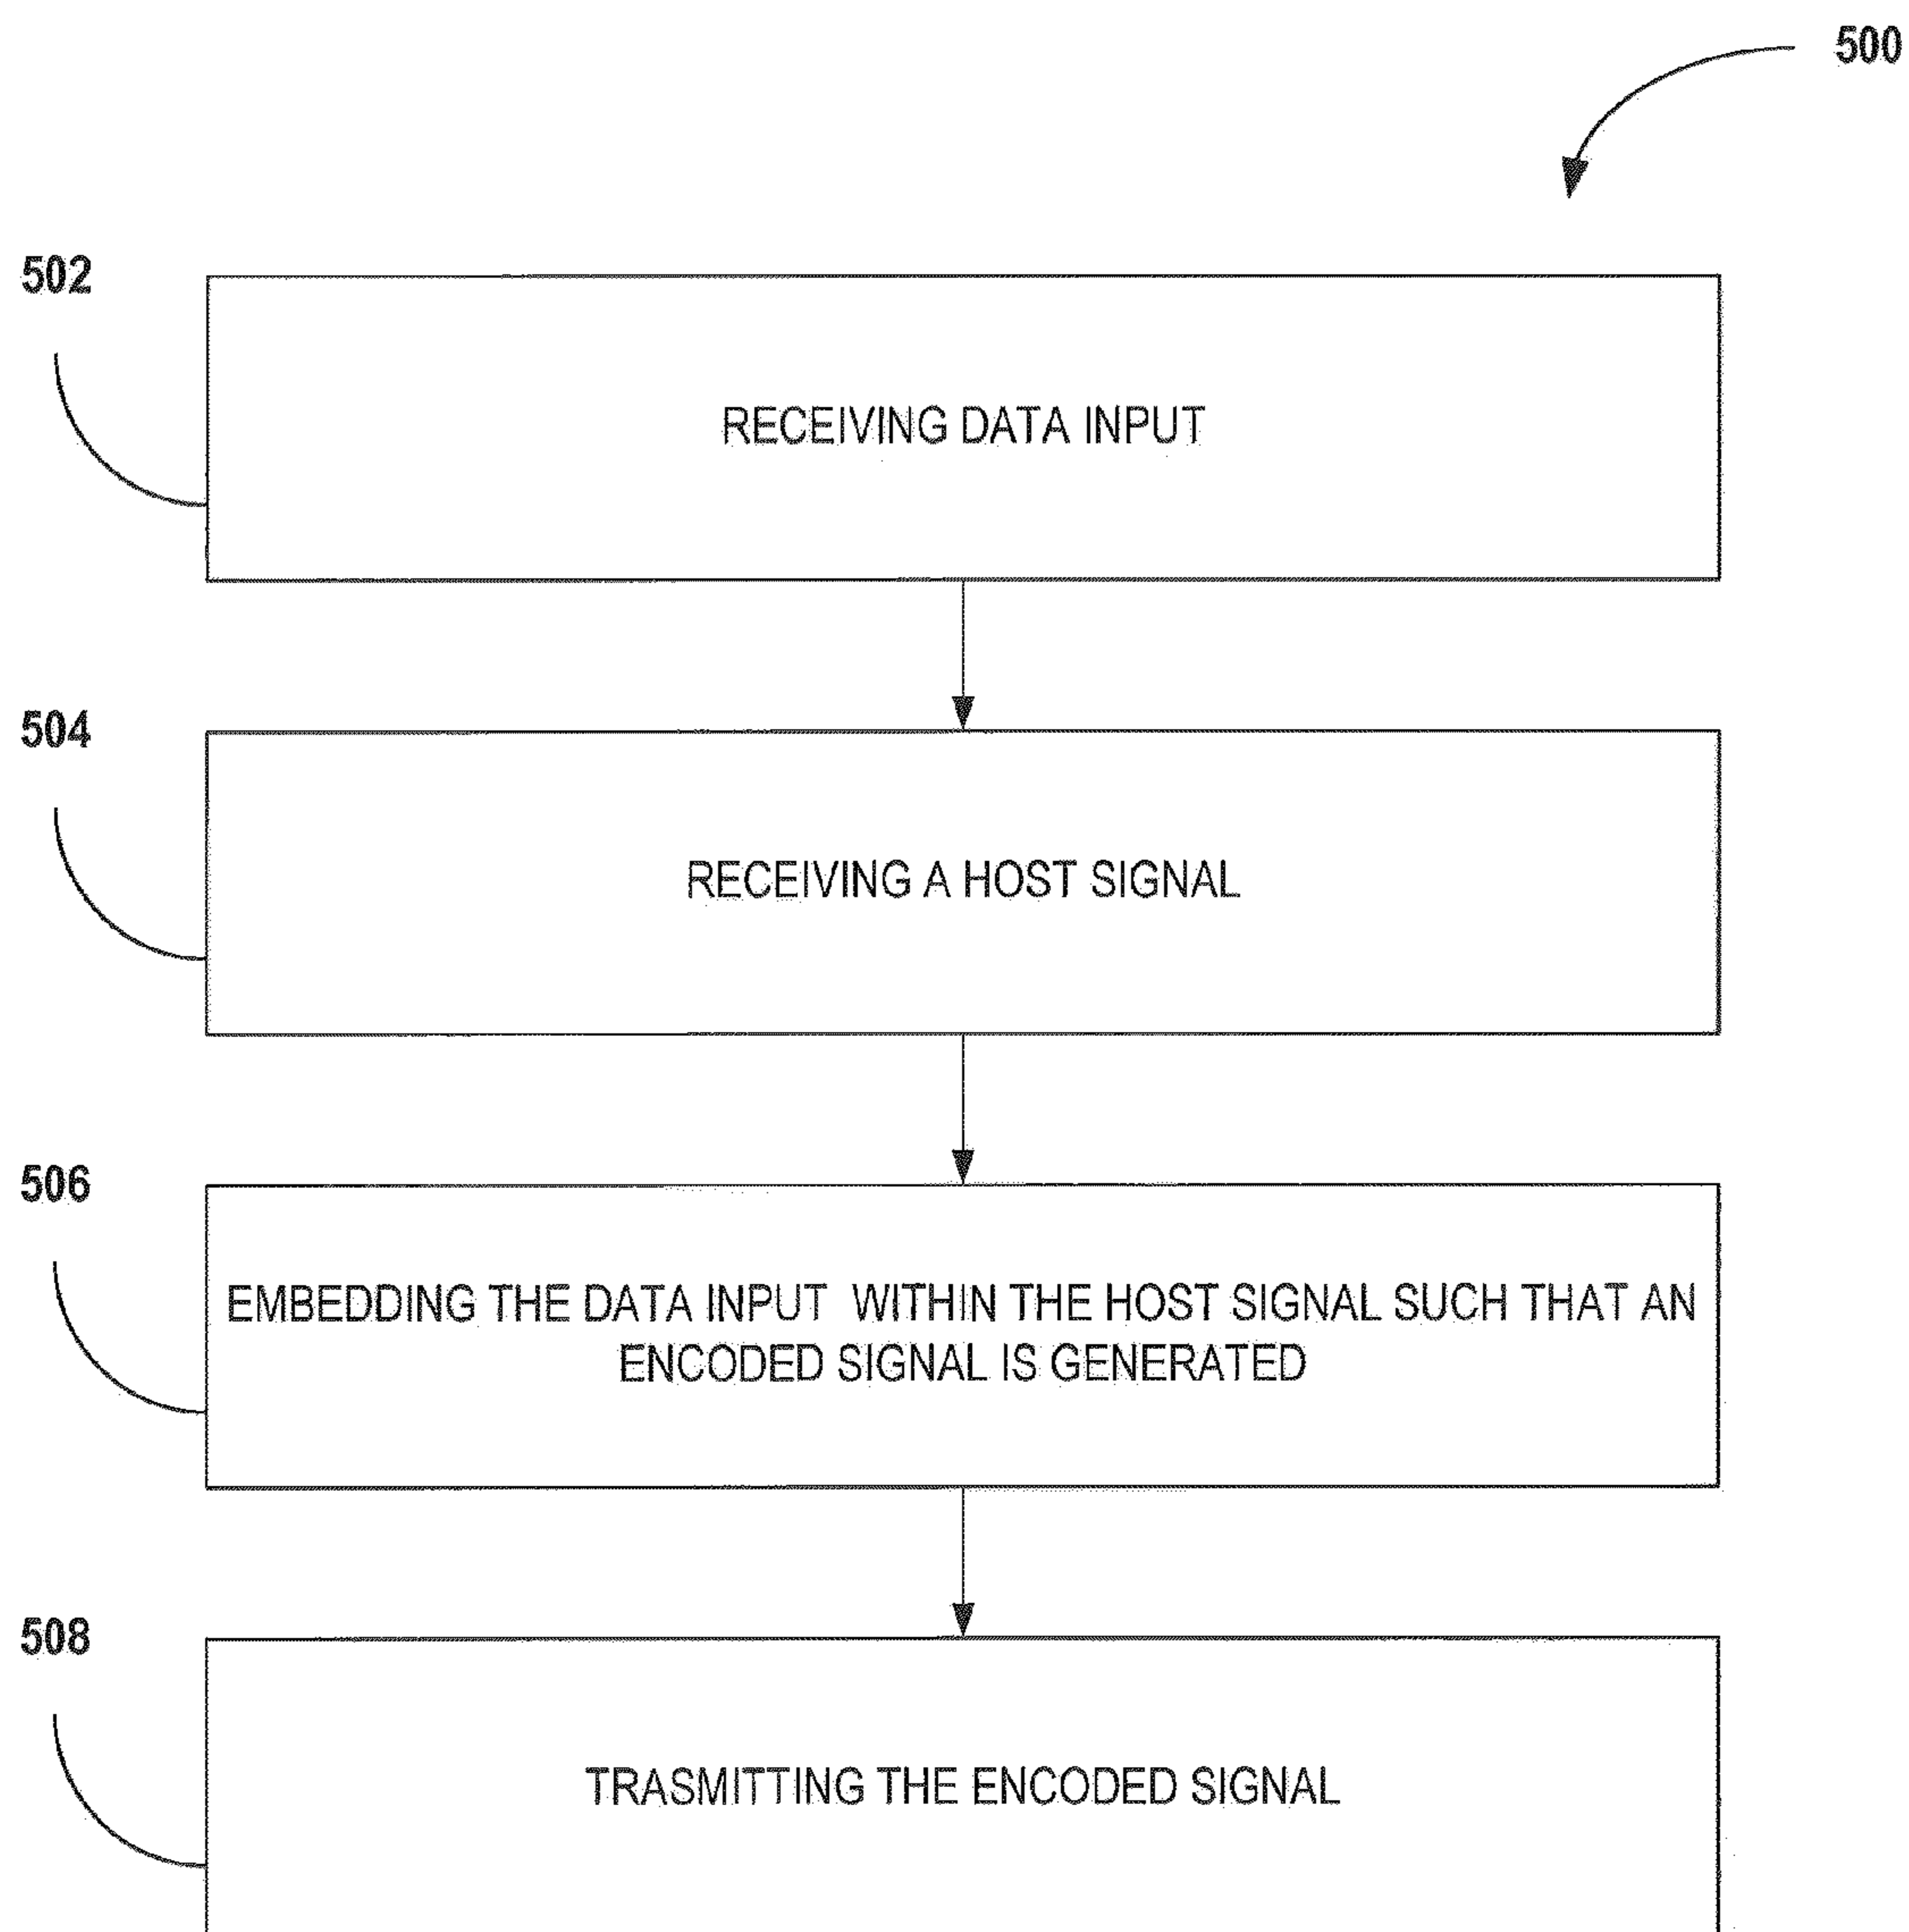 500
502
RECEIVING DATA INPUT
504
RECEIVING A HOST SIGNAL
506
EMBEDDING THE DATA INPUT WITHIN THE HOST SIGNAL SUCH THAT AN
ENCODED SIGNAL IS GENERATED
508
TRASMITTING THE ENCODED SIGNAL